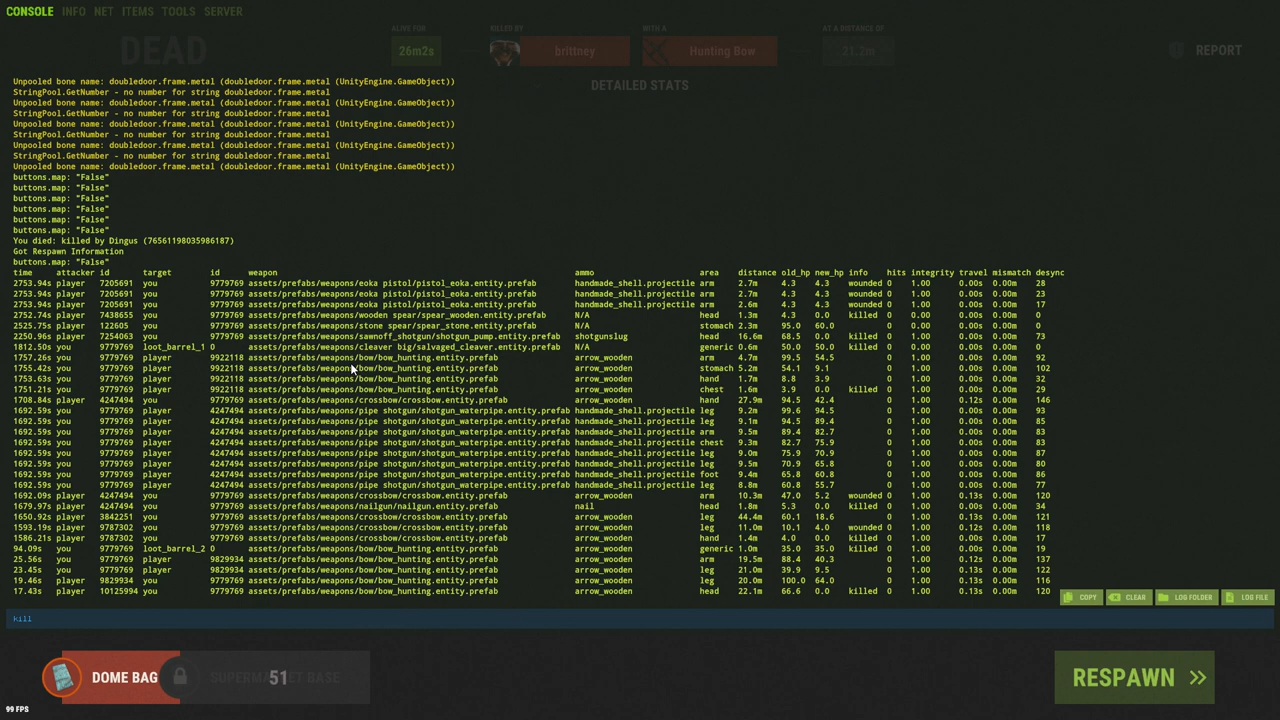 CONSOLE INFO NET ITEMS TOOLS SERVER
DEAD
ALIVE FOR
26m2s
KILLED BY
brittney
WITH A
Hunting Bow
AT A DISTANCE OF
21.2m
REPORT
DETAILED STATS
Unpooled bone name: doubledoor.frame.metal (doubledoor.frame.metal (UnityEngine.GameObject))
StringPool.GetNumber - no number for string doubledoor.frame.metal
Unpooled bone name: doubledoor.frame.metal (doubledoor.frame.metal (UnityEngine.GameObject))
StringPool.GetNumber - no number for string doubledoor.frame.metal
Unpooled bone name: doubledoor.frame.metal (doubledoor.frame.metal (UnityEngine.GameObject))
StringPool.GetNumber - no number for string doubledoor.frame.metal
Unpooled bone name: doubledoor.frame.metal (doubledoor.frame.metal (UnityEngine.GameObject))
StringPool.GetNumber - no number for string doubledoor.frame.metal
Unpooled bone name: doubledoor.frame.metal (doubledoor.frame.metal (UnityEngine.GameObject))
buttons.map: "False"
buttons.map: "False"
buttons.map: "False"
buttons.map: "False"
buttons.map: "False"
buttons.map: "False"
You died: killed by Dingus (76561198035986187)
Got Respawn Information
buttons.map: "False"
time attacker id target id weapon ammo area distance old_hp new_hp info hits integrity travel mismatch desync
2753.94s player 7205691 you 9779769 assets/prefabs/weapons/eoka pistol/pistol_eoka.entity.prefab handmade_shell.projectile arm 2.7m 4.3 4.3 wounded 0 1.00 0.00s 0.00m 28
2753.94s player 7205691 you 9779769 assets/prefabs/weapons/eoka pistol/pistol_eoka.entity.prefab handmade_shell.projectile arm 2.7m 4.3 4.3 wounded 0 1.00 0.00s 0.00m 23
2753.94s player 7205691 you 9779769 assets/prefabs/weapons/eoka pistol/pistol_eoka.entity.prefab handmade_shell.projectile arm 2.6m 4.3 4.3 wounded 0 1.00 0.00s 0.00m 17
2752.74s player 7438655 you 9779769 assets/prefabs/weapons/wooden spear/spear_wooden.entity.prefab N/A head 1.3m 4.3 0.0 killed 0 1.00 0.00s 0.00m 0
2525.75s player 122605 you 9779769 assets/prefabs/weapons/stone spear/spear_stone.entity.prefab N/A stomach 2.3m 95.0 60.0 0 1.00 0.00s 0.00m 0
2250.96s player 7254063 you 9779769 assets/prefabs/weapons/sawnoff_shotgun/shotgun_pump.entity.prefab shotgunslug head 16.6m 68.5 0.0 killed 0 1.00 0.00s 0.00m 73
1812.50s you 9779769 loot_barrel_1 0 assets/prefabs/weapons/cleaver big/salvaged_cleaver.entity.prefab N/A generic 0.6m 50.0 50.0 killed 0 1.00 0.00s 0.00m 0
1757.26s you 9779769 player 9922118 assets/prefabs/weapons/bow/bow_hunting.entity.prefab arrow_wooden arm 4.7m 99.5 54.5 0 1.00 0.00s 0.00m 92
1755.42s you 9779769 player 9922118 assets/prefabs/weapons/bow/bow_hunting.entity.prefab arrow_wooden stomach 5.2m 54.1 9.1 0 1.00 0.00s 0.00m 102
1753.63s you 9779769 player 9922118 assets/prefabs/weapons/bow/bow_hunting.entity.prefab arrow_wooden hand 1.7m 8.8 3.9 0 1.00 0.00s 0.00m 32
1751.21s you 9779769 player 9922118 assets/prefabs/weapons/bow/bow_hunting.entity.prefab arrow_wooden chest 1.6m 3.9 0.0 killed 0 1.00 0.00s 0.00m 29
1708.84s player 4247494 you 9779769 assets/prefabs/weapons/crossbow/crossbow.entity.prefab arrow_wooden hand 27.9m 94.5 42.4 0 1.00 0.12s 0.00m 146
1692.59s you 9779769 player 4247494 assets/prefabs/weapons/pipe shotgun/shotgun_waterpipe.entity.prefab handmade_shell.projectile leg 9.2m 99.6 94.5 0 1.00 0.00s 0.00m 93
1692.59s you 9779769 player 4247494 assets/prefabs/weapons/pipe shotgun/shotgun_waterpipe.entity.prefab handmade_shell.projectile leg 9.1m 94.5 89.4 0 1.00 0.00s 0.00m 85
1692.59s you 9779769 player 4247494 assets/prefabs/weapons/pipe shotgun/shotgun_waterpipe.entity.prefab handmade_shell.projectile arm 9.5m 89.4 82.7 0 1.00 0.00s 0.00m 83
1692.59s you 9779769 player 4247494 assets/prefabs/weapons/pipe shotgun/shotgun_waterpipe.entity.prefab handmade_shell.projectile chest 9.3m 82.7 75.9 0 1.00 0.00s 0.00m 83
1692.59s you 9779769 player 4247494 assets/prefabs/weapons/pipe shotgun/shotgun_waterpipe.entity.prefab handmade_shell.projectile leg 9.0m 75.9 70.9 0 1.00 0.00s 0.00m 87
1692.59s you 9779769 player 4247494 assets/prefabs/weapons/pipe shotgun/shotgun_waterpipe.entity.prefab handmade_shell.projectile leg 9.5m 70.9 65.8 0 1.00 0.00s 0.00m 80
1692.59s you 9779769 player 4247494 assets/prefabs/weapons/pipe shotgun/shotgun_waterpipe.entity.prefab handmade_shell.projectile foot 9.4m 65.8 60.8 0 1.00 0.00s 0.00m 86
1692.59s you 9779769 player 4247494 assets/prefabs/weapons/pipe shotgun/shotgun_waterpipe.entity.prefab handmade_shell.projectile leg 8.8m 60.8 55.7 0 1.00 0.00s 0.00m 77
1692.09s player 4247494 you 9779769 assets/prefabs/weapons/crossbow/crossbow.entity.prefab arrow_wooden arm 10.3m 47.0 5.2 wounded 0 1.00 0.13s 0.00m 120
1679.97s player 4247494 you 9779769 assets/prefabs/weapons/nailgun/nailgun.entity.prefab nail head 1.8m 5.3 0.0 killed 0 1.00 0.00s 0.00m 34
1650.92s player 3842251 you 9779769 assets/prefabs/weapons/crossbow/crossbow.entity.prefab arrow_wooden leg 44.4m 60.1 18.6 0 1.00 0.13s 0.00m 121
1593.19s player 9787302 you 9779769 assets/prefabs/weapons/crossbow/crossbow.entity.prefab arrow_wooden leg 11.0m 10.1 4.0 wounded 0 1.00 0.12s 0.00m 118
1586.21s player 9787302 you 9779769 assets/prefabs/weapons/crossbow/crossbow.entity.prefab arrow_wooden hand 1.4m 4.0 0.0 killed 0 1.00 0.00s 0.00m 17
94.09s you 9779769 loot_barrel_2 0 assets/prefabs/weapons/bow/bow_hunting.entity.prefab arrow_wooden generic 1.0m 35.0 35.0 killed 0 1.00 0.00s 0.00m 19
25.56s you 9779769 player 9829934 assets/prefabs/weapons/bow/bow_hunting.entity.prefab arrow_wooden arm 19.5m 88.4 40.3 0 1.00 0.12s 0.00m 137
23.45s you 9779769 player 9829934 assets/prefabs/weapons/bow/bow_hunting.entity.prefab arrow_wooden leg 21.0m 39.9 9.5 0 1.00 0.13s 0.00m 122
19.46s player 9829934 you 9779769 assets/prefabs/weapons/bow/bow_hunting.entity.prefab arrow_wooden leg 20.0m 100.0 64.0 0 1.00 0.13s 0.00m 116
17.43s player 10125994 you 9779769 assets/prefabs/weapons/bow/bow_hunting.entity.prefab arrow_wooden head 22.1m 66.6 0.0 killed 0 1.00 0.13s 0.00m 120
COPY CLEAR LOG FOLDER LOG FILE
kill
DOME BAG
51
RESPAWN
99 FPS